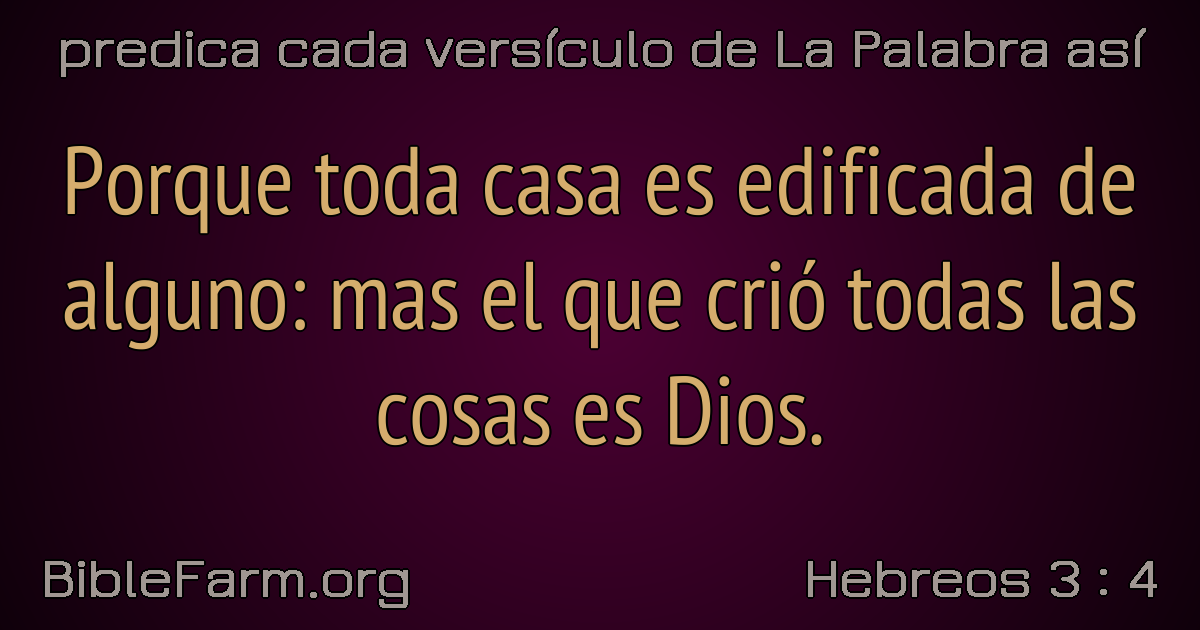 predica cada versículo de La Palabra así
Porque toda casa es edificada de
alguno: mas el que crió todas las
cosas es Dios.
BibleFarm.org
Hebreos 3 : 4